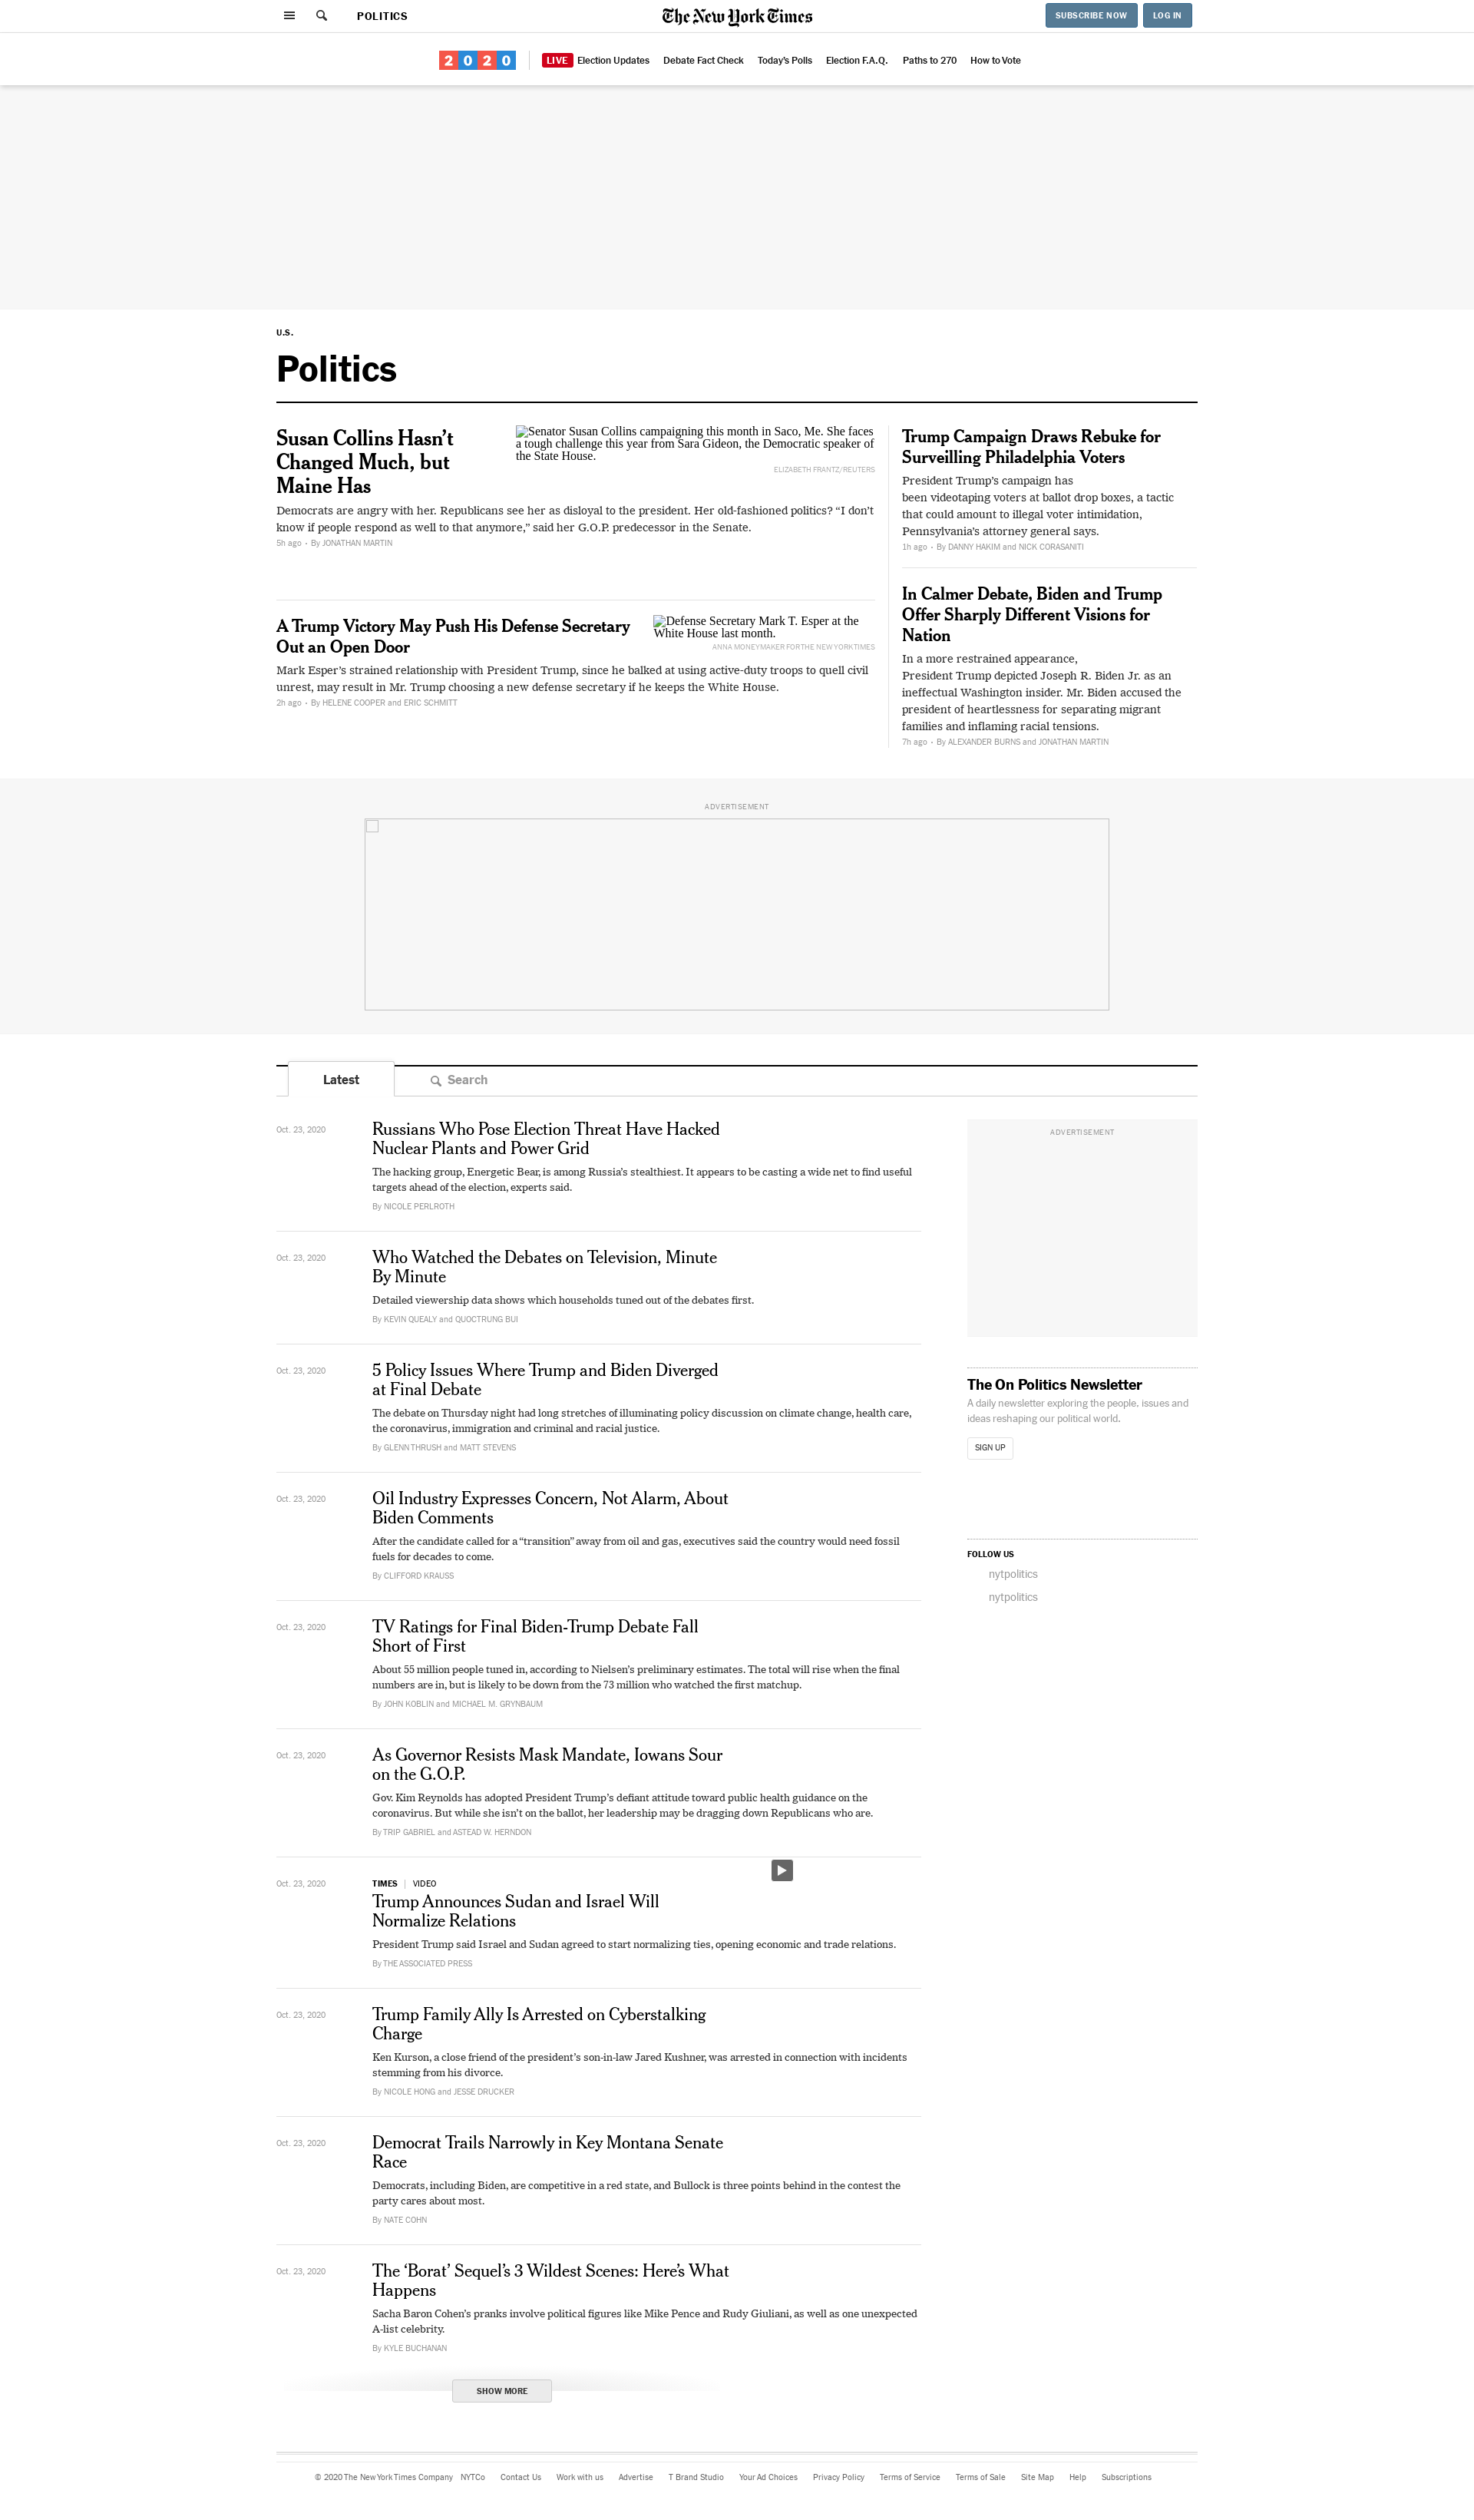 POLITICS
The New York Times
SUBSCRIBE NOW
LOG IN
2020
LIVE Election Updates
Debate Fact Check
Today's Polls
Election F.A.Q.
Paths to 270
How to Vote
U.S.
Politics
Susan Collins Hasn’t
Changed Much, but
Maine Has
Senator Susan Collins campaigning this month in Saco, Me. She faces
a tough challenge this year from Sara Gideon, the Democratic speaker of
the State House.
ELIZABETH FRANTZ/REUTERS
Democrats are angry with her. Republicans see her as disloyal to the president. Her old-fashioned politics? “I don’t
know if people respond as well to that anymore,” said her G.O.P. predecessor in the Senate.
5h ago • By JONATHAN MARTIN
A Trump Victory May Push His Defense Secretary
Out an Open Door
Defense Secretary Mark T. Esper at the
White House last month.
ANNA MONEYMAKER FOR THE NEW YORK TIMES
Mark Esper’s strained relationship with President Trump, since he balked at using active-duty troops to quell civil
unrest, may result in Mr. Trump choosing a new defense secretary if he keeps the White House.
2h ago • By HELENE COOPER and ERIC SCHMITT
Trump Campaign Draws Rebuke for
Surveilling Philadelphia Voters
President Trump’s campaign has
been videotaping voters at ballot drop boxes, a tactic
that could amount to illegal voter intimidation,
Pennsylvania’s attorney general says.
1h ago • By DANNY HAKIM and NICK CORASANITI
In Calmer Debate, Biden and Trump
Offer Sharply Different Visions for
Nation
In a more restrained appearance,
President Trump depicted Joseph R. Biden Jr. as an
ineffectual Washington insider. Mr. Biden accused the
president of heartlessness for separating migrant
families and inflaming racial tensions.
7h ago • By ALEXANDER BURNS and JONATHAN MARTIN
ADVERTISEMENT
Latest
Search
Oct. 23, 2020
Russians Who Pose Election Threat Have Hacked
Nuclear Plants and Power Grid
The hacking group, Energetic Bear, is among Russia’s stealthiest. It appears to be casting a wide net to find useful
targets ahead of the election, experts said.
By NICOLE PERLROTH
Oct. 23, 2020
Who Watched the Debates on Television, Minute
By Minute
Detailed viewership data shows which households tuned out of the debates first.
By KEVIN QUEALY and QUOCTRUNG BUI
Oct. 23, 2020
5 Policy Issues Where Trump and Biden Diverged
at Final Debate
The debate on Thursday night had long stretches of illuminating policy discussion on climate change, health care,
the coronavirus, immigration and criminal and racial justice.
By GLENN THRUSH and MATT STEVENS
Oct. 23, 2020
Oil Industry Expresses Concern, Not Alarm, About
Biden Comments
After the candidate called for a “transition” away from oil and gas, executives said the country would need fossil
fuels for decades to come.
By CLIFFORD KRAUSS
Oct. 23, 2020
TV Ratings for Final Biden-Trump Debate Fall
Short of First
About 55 million people tuned in, according to Nielsen’s preliminary estimates. The total will rise when the final
numbers are in, but is likely to be down from the 73 million who watched the first matchup.
By JOHN KOBLIN and MICHAEL M. GRYNBAUM
Oct. 23, 2020
As Governor Resists Mask Mandate, Iowans Sour
on the G.O.P.
Gov. Kim Reynolds has adopted President Trump’s defiant attitude toward public health guidance on the
coronavirus. But while she isn’t on the ballot, her leadership may be dragging down Republicans who are.
By TRIP GABRIEL and ASTEAD W. HERNDON
Oct. 23, 2020
TIMES | VIDEO
Trump Announces Sudan and Israel Will
Normalize Relations
President Trump said Israel and Sudan agreed to start normalizing ties, opening economic and trade relations.
By THE ASSOCIATED PRESS
Oct. 23, 2020
Trump Family Ally Is Arrested on Cyberstalking
Charge
Ken Kurson, a close friend of the president’s son-in-law Jared Kushner, was arrested in connection with incidents
stemming from his divorce.
By NICOLE HONG and JESSE DRUCKER
Oct. 23, 2020
Democrat Trails Narrowly in Key Montana Senate
Race
Democrats, including Biden, are competitive in a red state, and Bullock is three points behind in the contest the
party cares about most.
By NATE COHN
Oct. 23, 2020
The ‘Borat’ Sequel’s 3 Wildest Scenes: Here’s What
Happens
Sacha Baron Cohen’s pranks involve political figures like Mike Pence and Rudy Giuliani, as well as one unexpected
A-list celebrity.
By KYLE BUCHANAN
SHOW MORE
ADVERTISEMENT
The On Politics Newsletter
A daily newsletter exploring the people, issues and
ideas reshaping our political world.
SIGN UP
FOLLOW US
nytpolitics
nytpolitics
© 2020 The New York Times Company
NYTCo
Contact Us
Work with us
Advertise
T Brand Studio
Your Ad Choices
Privacy Policy
Terms of Service
Terms of Sale
Site Map
Help
Subscriptions